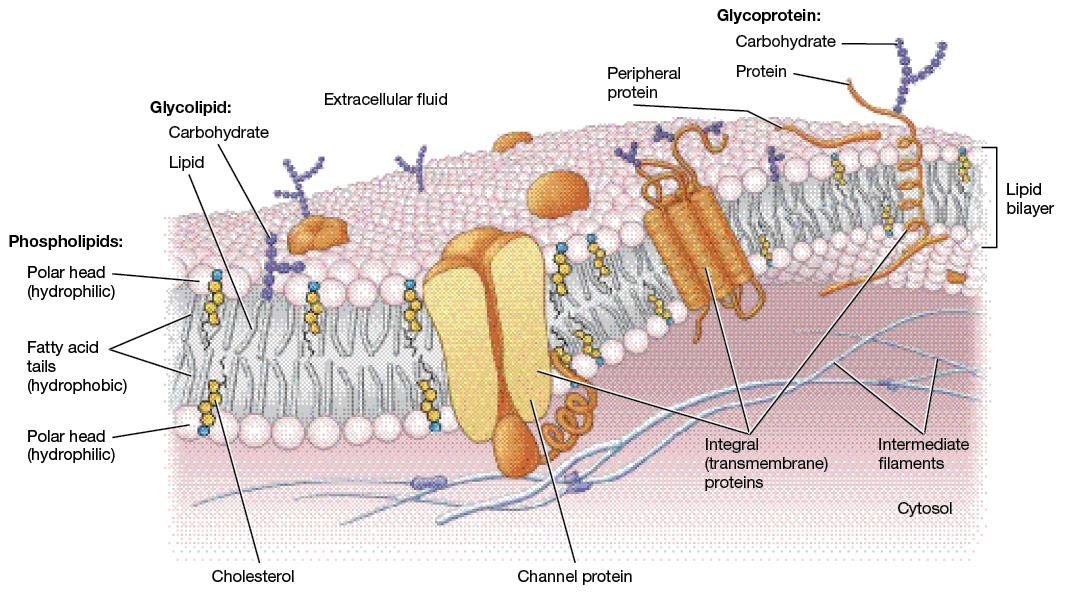 Glycoprotein:
Carbohydrate
Protein
Peripheral
protein
Extracellular fluid
Glycolipid:
Carbohydrate
Lipid
Lipid
bilayer
Phospholipids:
Polar head
(hydrophilic)
Fatty acid
tails
(hydrophobic)
Polar head
(hydrophilic)
Integral
(transmembrane)
proteins
Intermediate
filaments
Cytosol
Cholesterol
Channel protein